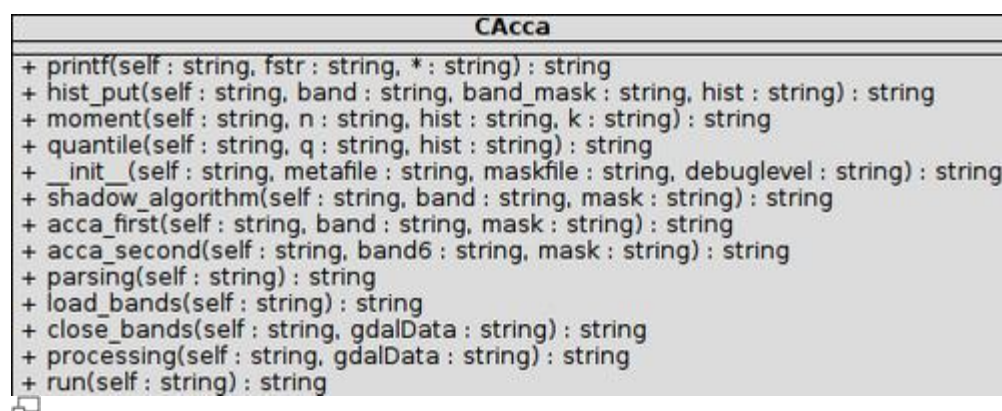 CAcca
+ printf(self : string, fstr : string, * : string) : string
+ hist_put(self : string, band : string, band_mask : string, hist : string) : string
+ moment(self : string, n : string, hist : string, k : string) : string
+ quantile(self : string, q : string, hist : string) : string
+ __init__(self : string, metafile : string, maskfile : string, debuglevel : string) : string
+ shadow_algorithm(self : string, band : string, mask : string) : string
+ acca_first(self : string, band : string, mask : string) : string
+ acca_second(self : string, band6 : string, mask : string) : string
+ parsing(self : string) : string
+ load_bands(self : string) : string
+ close_bands(self : string, gdalData : string) : string
+ processing(self : string, gdalData : string) : string
+ run(self : string) : string